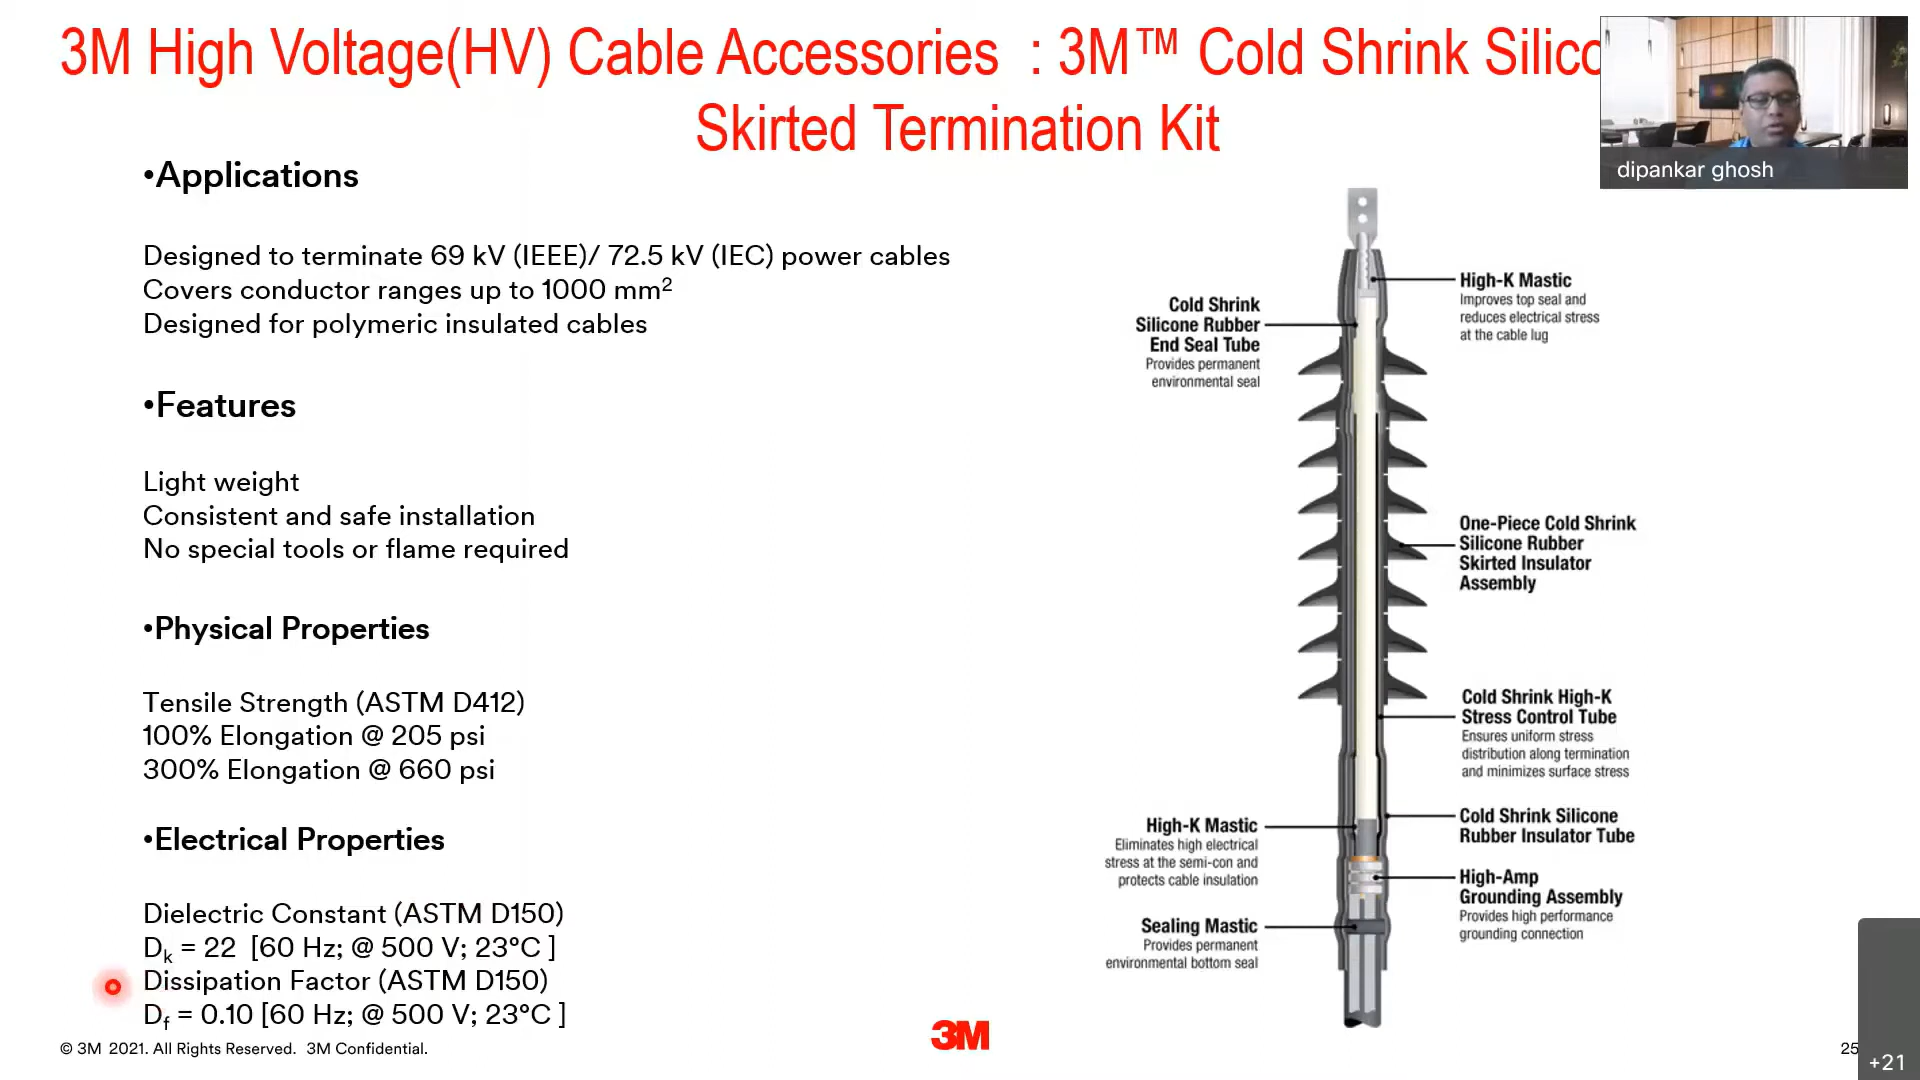 3M High Voltage(HV) Cable Accessories : 3M™ Cold Shrink
Skirted Termination Kit
dipankar ghosh
•Applications
Designed to terminate 69 kV (IEEE)/ 72.5 kV (IEC) power cables
Covers conductor ranges up to 1000 mm²
Designed for polymeric insulated cables
•Features
Light weight
Consistent and safe installation
No special tools or flame required
•Physical Properties
Tensile Strength (ASTM D412)
100% Elongation @ 205 psi
300% Elongation @ 660 psi
•Electrical Properties
Dielectric Constant (ASTM D150)
Dk = 22 [60 Hz; @ 500 V; 23°C ]
Dissipation Factor (ASTM D150)
Df = 0.10 [60 Hz; @ 500 V; 23°C ]
Cold Shrink
Silicone Rubber
End Seal Tube
Provides permanent
environmental seal
High-K Mastic
Improves top seal and
reduces electrical stress
at the cable lug
One-Piece Cold Shrink
Silicone Rubber
Skirted Insulator
Assembly
Cold Shrink High-K
Stress Control Tube
Ensures uniform stress
distribution along termination
and minimizes surface stress
High-K Mastic
Eliminates high electrical
stress at the semi-con and
protects cable insulation
Cold Shrink Silicone
Rubber Insulator Tube
High-Amp
Grounding Assembly
Provides high performance
grounding connection
Sealing Mastic
Provides permanent
environmental bottom seal
© 3M 2021. All Rights Reserved. 3M Confidential.
3M
25
+21